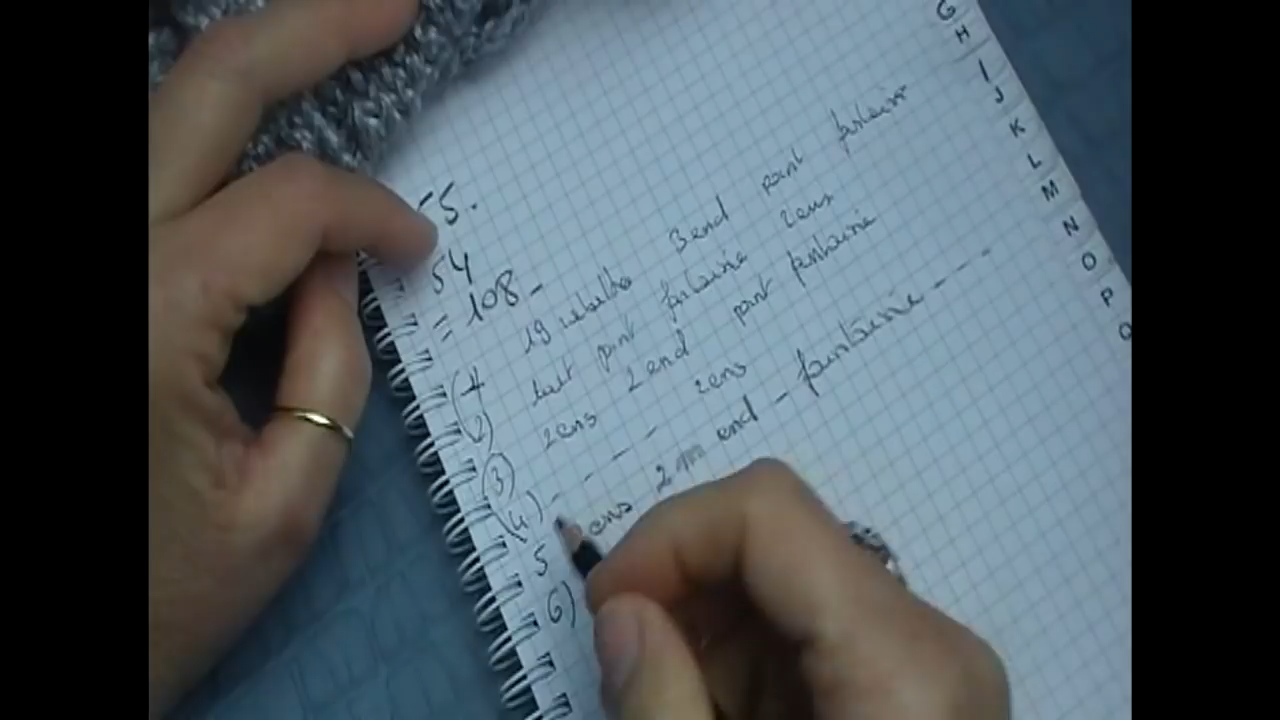 55.
54
= 108-
(1 19 rabattre 3 end point fantaisie
2) tout point fantaisie 2 ens
(3) 2 ens 2 end point fantaisie
(4) - - - - 2 ens
5 ens 2 m end - fantaisie - - - -
6)
G
H
I
J
K
L
M
N
O
P
Q